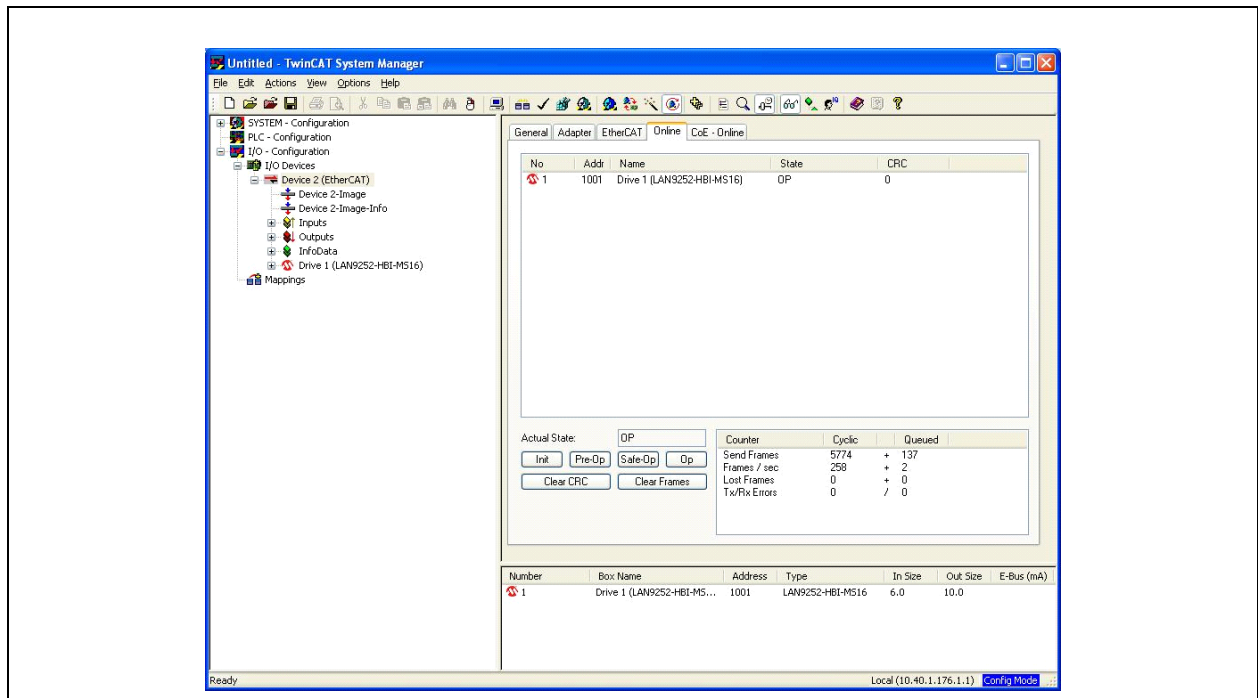 Untitled - TwinCAT System Manager
File Edit Actions View Options Help
SYSTEM - Configuration
PLC - Configuration
I/O - Configuration
I/O Devices
Device 2 (EtherCAT)
Device 2-Image
Device 2-Image-Info
Inputs
Outputs
InfoData
Drive 1 (LAN9252-HBI-MS16)
Mappings
General Adapter EtherCAT Online CoE - Online
No Addr Name State CRC
1 1001 Drive 1 (LAN9252-HBI-MS16) OP 0
Actual State: OP
Init Pre-Op Safe-Op Op
Clear CRC Clear Frames
Counter Cyclic Queued
Send Frames 5774 + 137
Frames / sec 258 + 2
Lost Frames 0 + 0
Tx/Rx Errors 0 / 0
Number Box Name Address Type In Size Out Size E-Bus (mA)
1 Drive 1 (LAN9252-HBI-MS... 1001 LAN9252-HBI-MS16 6.0 10.0
Ready Local (10.40.1.176.1.1) Config Mode